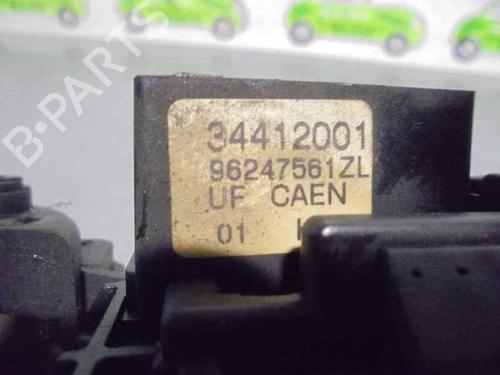 B-PARTS
34412001
96247561ZL
UF CAEN
01